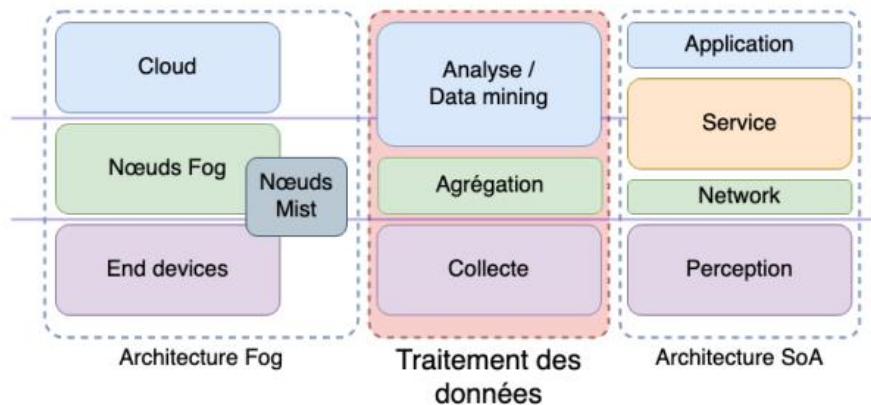 Cloud
Nœuds Fog
Nœuds
Mist
End devices
Architecture Fog
Analyse /
Data mining
Agrégation
Collecte
Traitement des
données
Application
Service
Network
Perception
Architecture SoA